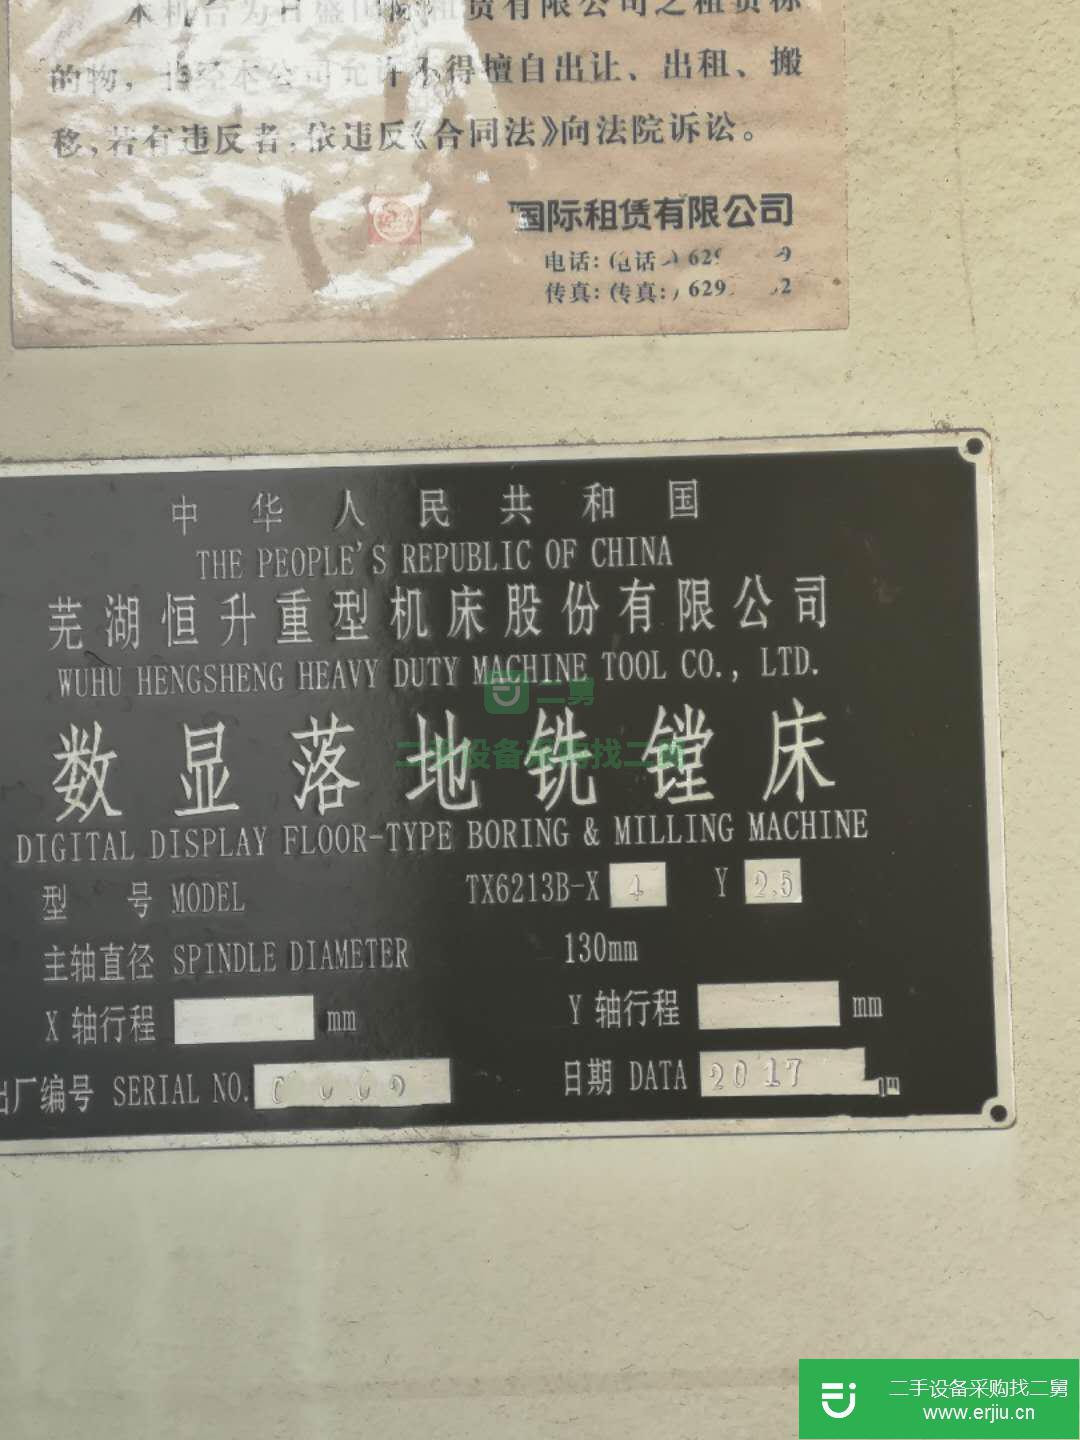 本机台为日盛国际租赁有限公司之租赁标
的物，非经本公司允许不得擅自出让、出租、搬
移，若有违反者，依违反《合同法》向法院诉讼。
国际租赁有限公司
电话：(电话 629 9
传真：(传真：) 629 2
中华人民共和国
THE PEOPLE'S REPUBLIC OF CHINA
芜湖恒升重型机床股份有限公司
WUHU HENGSHENG HEAVY DUTY MACHINE TOOL CO., LTD.
二舅
二手设备采购找二舅
数显落地铣镗床
DIGITAL DISPLAY FLOOR-TYPE BORING & MILLING MACHINE
型号 MODEL TX6213B-X 4 Y 2.5
主轴直径 SPINDLE DIAMETER 130mm
X 轴行程 mm Y 轴行程 mm
出厂编号 SERIAL NO. 日期 DATA 2017
二手设备采购找二舅
www.erjiu.cn